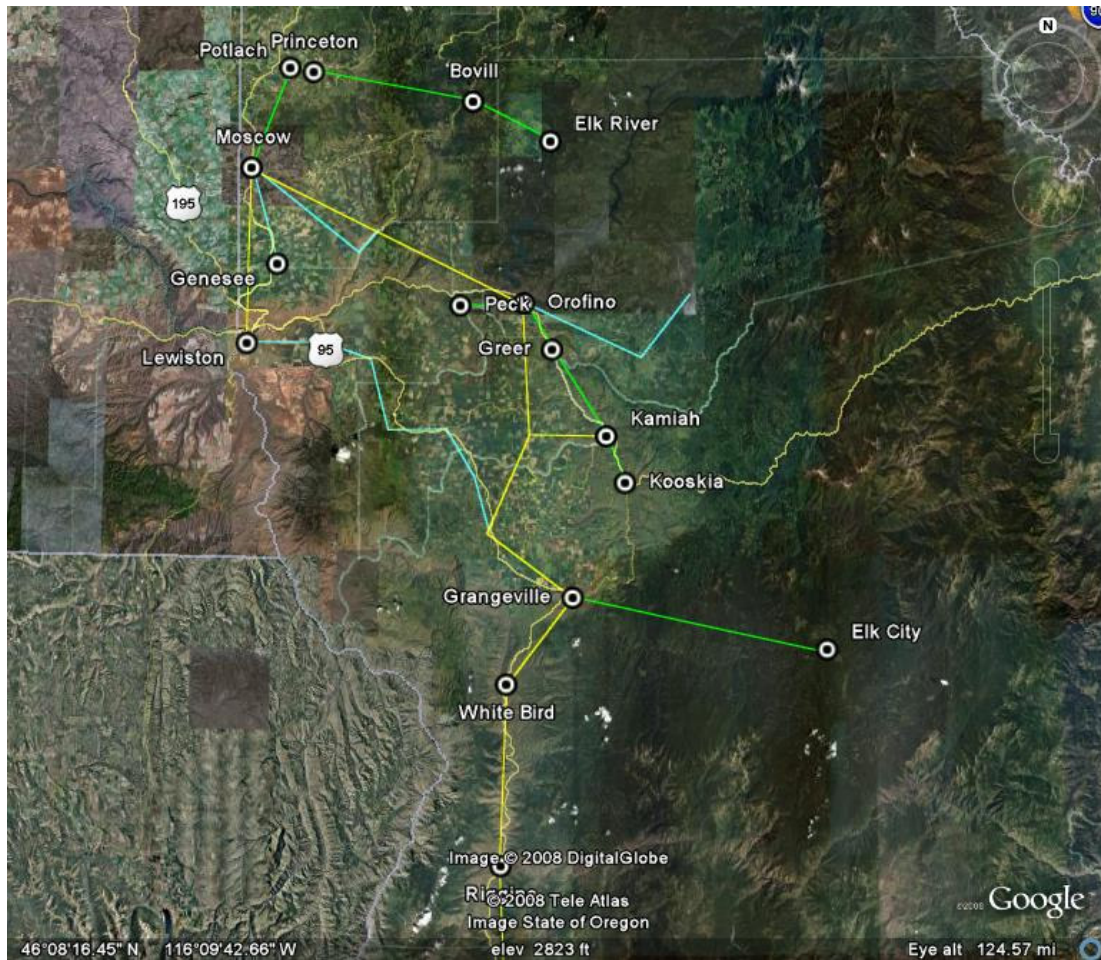 N
Potlach
Princeton
Bovill
Elk River
Moscow
195
Genesee
Peck
Orofino
Lewiston
95
Greer
Kamiah
Kooskia
Grangeville
Elk City
White Bird
Image © 2008 DigitalGlobe
Riggins
© 2008 Tele Atlas
Image State of Oregon
©2008 Google
46°08'16.45" N 116°09'42.66" W elev 2823 ft Eye alt 124.57 mi